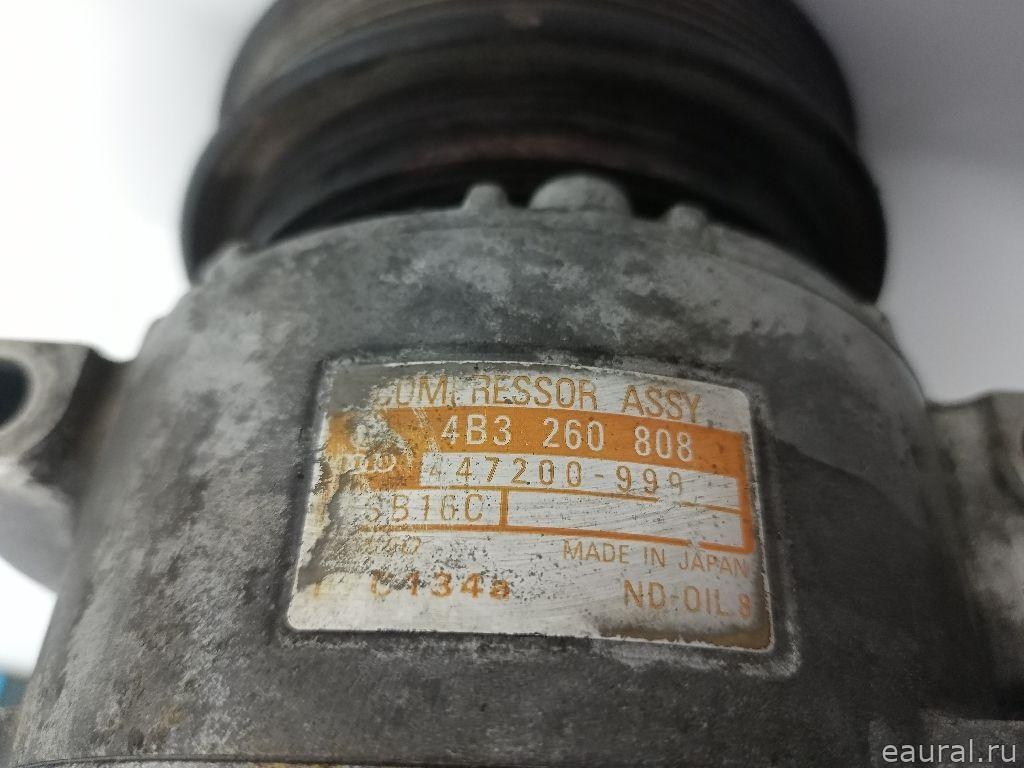 COMPRESSOR ASSY
4B3 260 808
447200-999
SB16C
MADE IN JAPAN
134a ND-OIL 8
eaural.ru